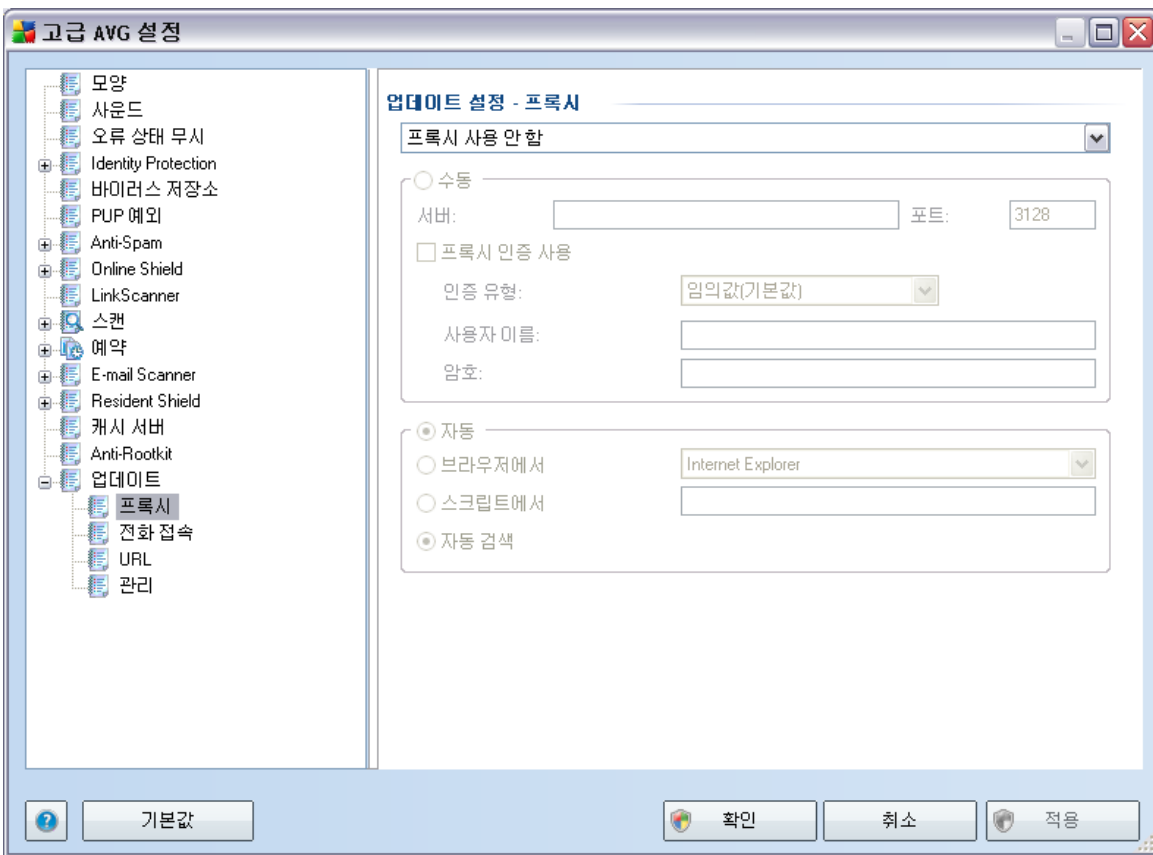 고급 AVG 설정
모양
사운드
오류 상태 무시
Identity Protection
바이러스 저장소
PUP 예외
Anti-Spam
Online Shield
LinkScanner
스캔
예약
E-mail Scanner
Resident Shield
캐시 서버
Anti-Rootkit
업데이트
프록시
전화 접속
URL
관리
업데이트 설정 - 프록시
프록시 사용 안 함
수동
서버: 포트: 3128
프록시 인증 사용
인증 유형: 임의값(기본값)
사용자 이름:
암호:
자동
브라우저에서 Internet Explorer
스크립트에서
자동 검색
기본값 확인 취소 적용